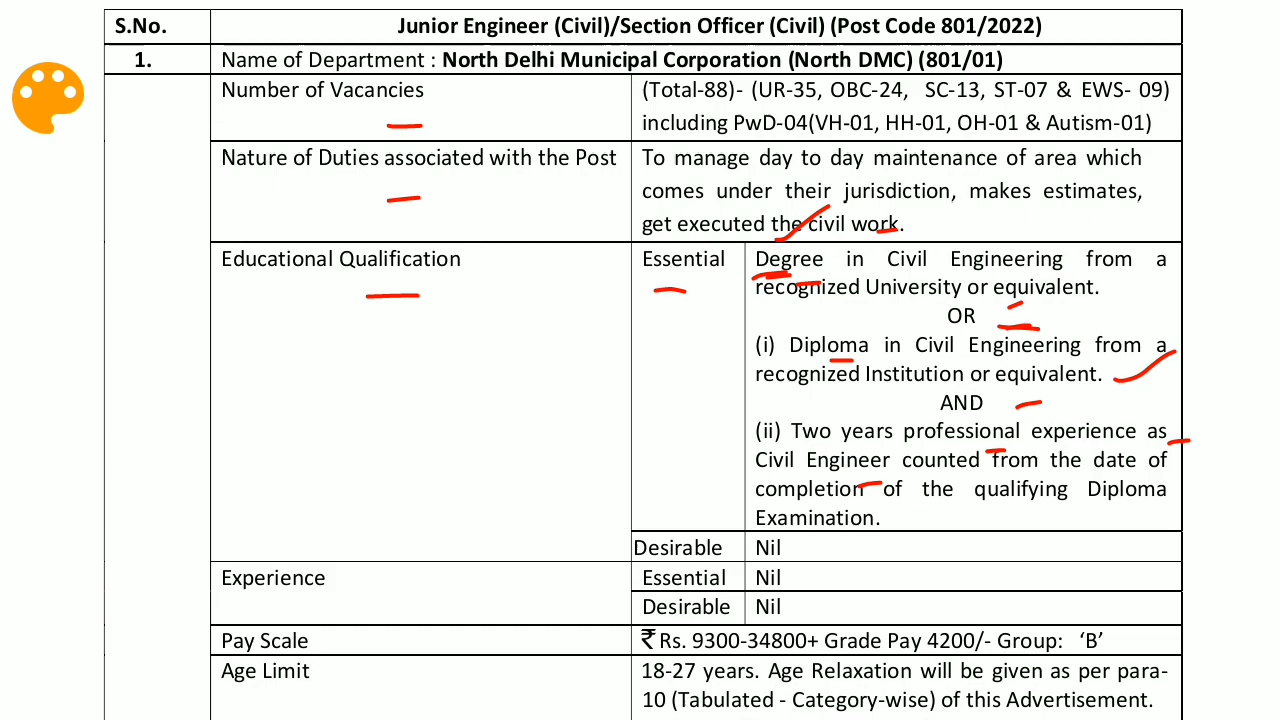 S.No. Junior Engineer (Civil)/Section Officer (Civil) (Post Code 801/2022)
1. Name of Department : North Delhi Municipal Corporation (North DMC) (801/01)
Number of Vacancies (Total-88)- (UR-35, OBC-24, SC-13, ST-07 & EWS- 09)
including PwD-04(VH-01, HH-01, OH-01 & Autism-01)
Nature of Duties associated with the Post To manage day to day maintenance of area which
comes under their jurisdiction, makes estimates,
get executed the civil work.
Educational Qualification Essential Degree in Civil Engineering from a
recognized University or equivalent.
OR
(i) Diploma in Civil Engineering from a
recognized Institution or equivalent.
AND
(ii) Two years professional experience as
Civil Engineer counted from the date of
completion of the qualifying Diploma
Examination.
Desirable Nil
Experience Essential Nil
Desirable Nil
Pay Scale ₹ Rs. 9300-34800+ Grade Pay 4200/- Group: ‘B’
Age Limit 18-27 years. Age Relaxation will be given as per para-
10 (Tabulated - Category-wise) of this Advertisement.